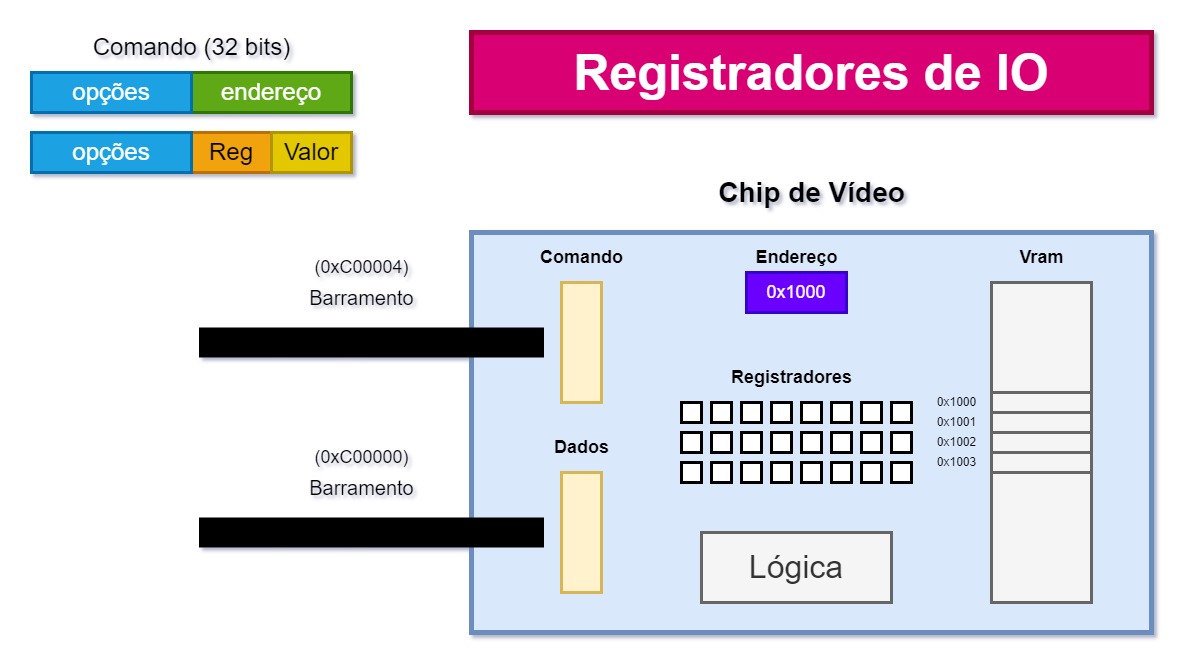 Comando (32 bits)
opções endereço
opções Reg Valor
Registradores de IO
Chip de Vídeo
(0xC00004)
Barramento
(0xC00000)
Barramento
Comando
Endereço
0x1000
Vram
Registradores
0x1000
0x1001
0x1002
0x1003
Dados
Lógica